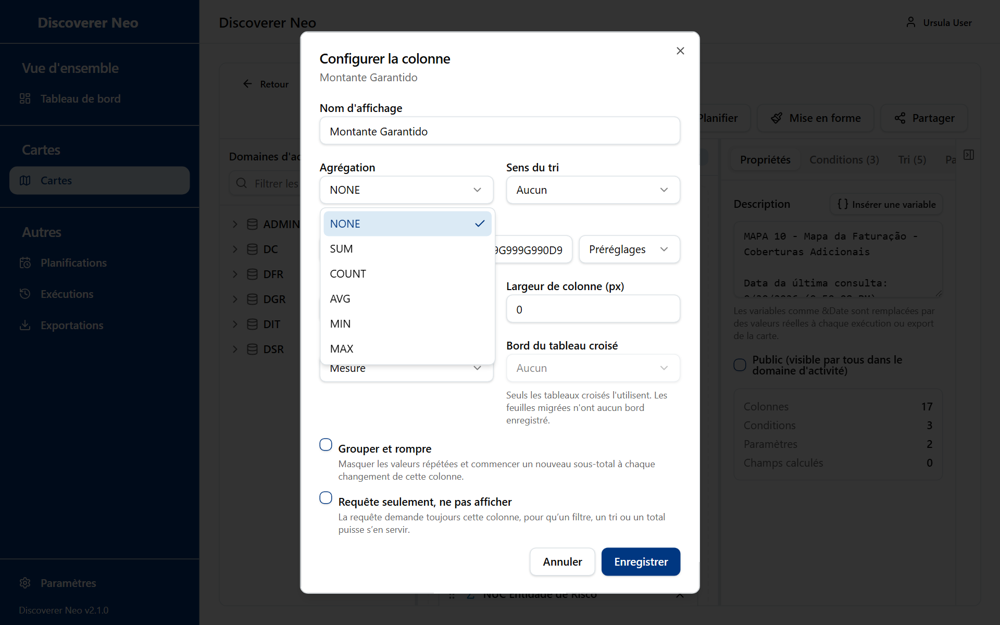 Discoverer Neo
Discoverer Neo
Ursula User
Vue d'ensemble
Tableau de bord
Cartes
Cartes
Autres
Planifications
Exécutions
Exportations
Paramètres
Discoverer Neo v2.1.0
Retour
Planifier
Mise en forme
Partager
Domaines d'ac
Filtrer les
ADMIN
DC
DFR
DGR
DIT
DSR
Configurer la colonne
Montante Garantido
Nom d'affichage
Montante Garantido
Agrégation
Sens du tri
NONE
Aucun
NONE
SUM
COUNT
AVG
MIN
MAX
9G999G990D9
Préréglages
Largeur de colonne (px)
0
Bord du tableau croisé
Mesure
Aucun
Seuls les tableaux croisés l'utilisent. Les
feuilles migrées n'ont aucun bord
enregistré.
Grouper et rompre
Masquer les valeurs répétées et commencer un nouveau sous-total à chaque
changement de cette colonne.
Requête seulement, ne pas afficher
La requête demande toujours cette colonne, pour qu’un filtre, un tri ou un total
puisse s’en servir.
Annuler
Enregistrer
NUC Entidade de Risco
Propriétés
Conditions (3)
Tri (5)
Pa
Description
Insérer une variable
MAPA 10 - Mapa da Faturação -
Coberturas Adicionais
Data da última consulta:
Les variables comme &Date sont remplacées par
des valeurs réelles à chaque exécution ou export
de la carte.
Public (visible par tous dans le
domaine d'activité)
Colonnes 17
Conditions 3
Paramètres 2
Champs calculés 0